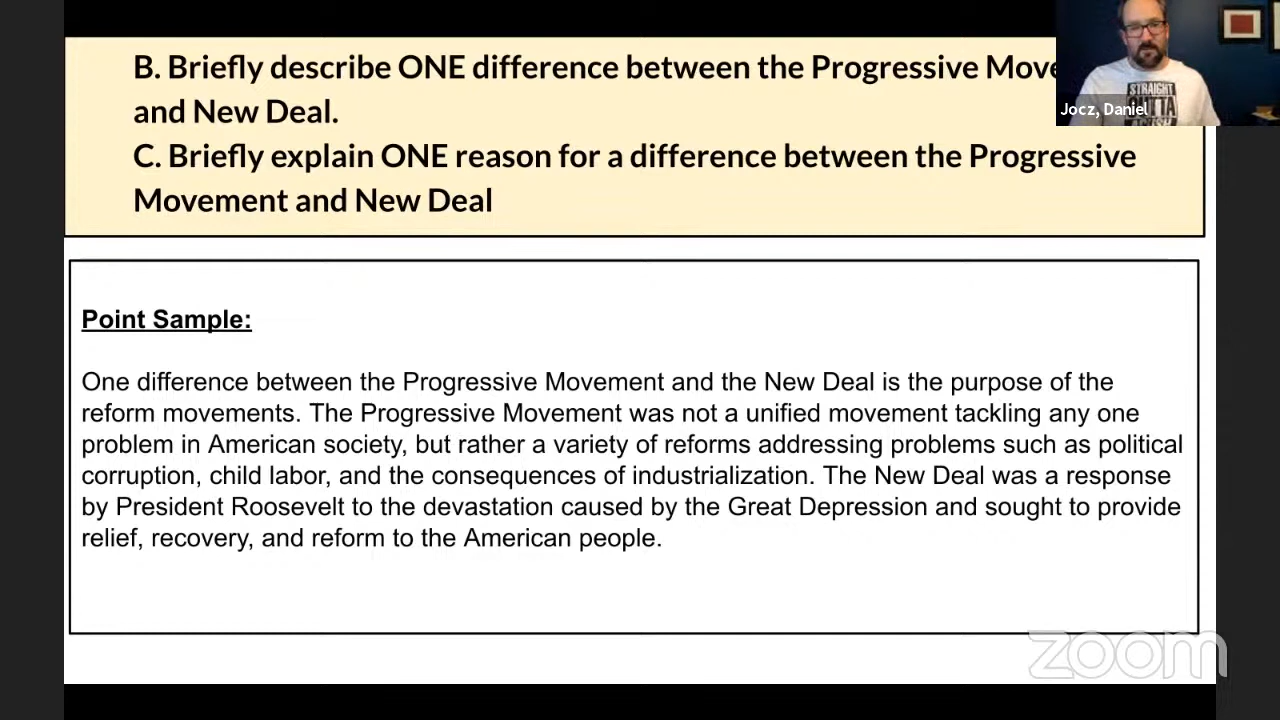 B. Briefly describe ONE difference between the Progressive
and New Deal.
C. Briefly explain ONE reason for a difference between the Progressive
Movement and New Deal
STRAIGHT
OUTTA
Jocz, Daniel
Point Sample:
One difference between the Progressive Movement and the New Deal is the purpose of the
reform movements. The Progressive Movement was not a unified movement tackling any one
problem in American society, but rather a variety of reforms addressing problems such as political
corruption, child labor, and the consequences of industrialization. The New Deal was a response
by President Roosevelt to the devastation caused by the Great Depression and sought to provide
relief, recovery, and reform to the American people.
zoom